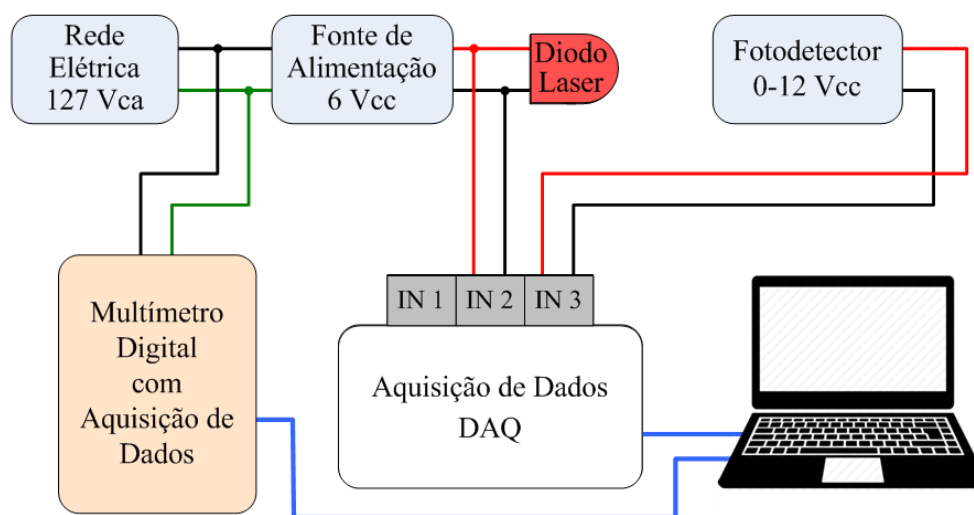 Rede
Elétrica
127 Vca
Fonte de
Alimentação
6 Vcc
Diodo
Laser
Fotodetector
0-12 Vcc
Multímetro
Digital
com
Aquisição de
Dados
IN 1
IN 2
IN 3
Aquisição de Dados
DAQ